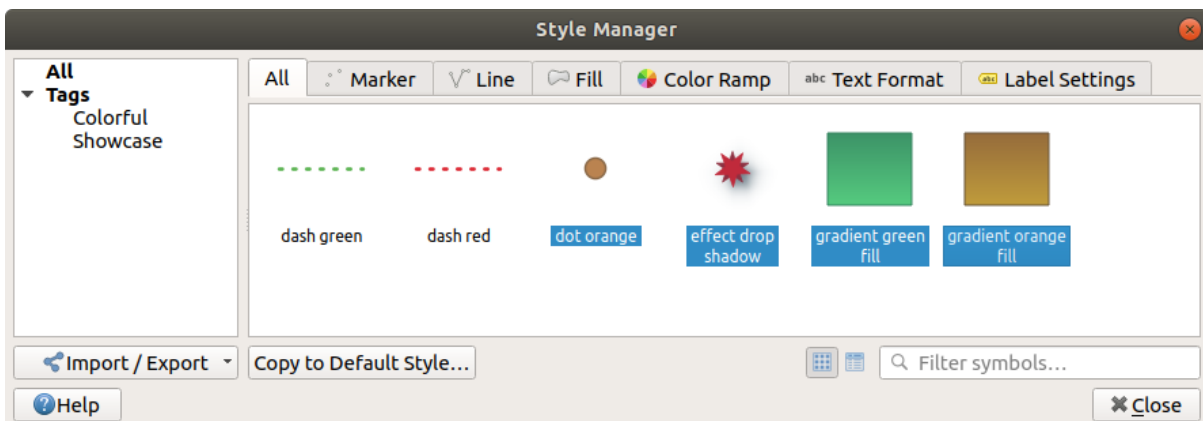 Style Manager
All
Tags
Colorful
Showcase
All Marker Line Fill Color Ramp abc Text Format abc Label Settings
dash green dash red dot orange effect drop gradient green gradient orange
shadow fill fill
Import / Export Copy to Default Style... Filter symbols...
?Help Close